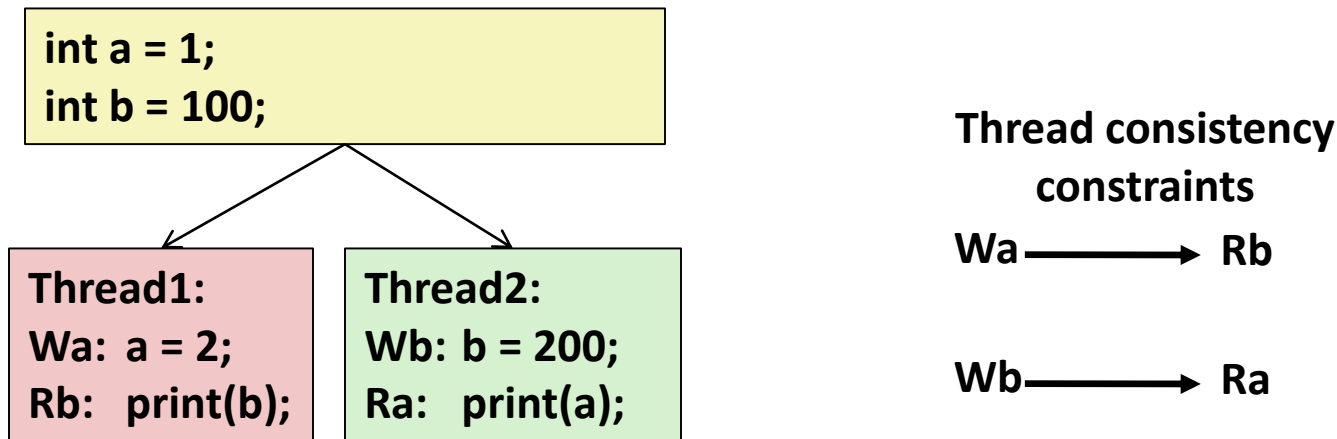 int a = 1;
int b = 100;
Thread consistency
constraints
Wa Rb
Wb Ra
Thread1:
Wa: a = 2;
Rb: print(b);
Thread2:
Wb: b = 200;
Ra: print(a);